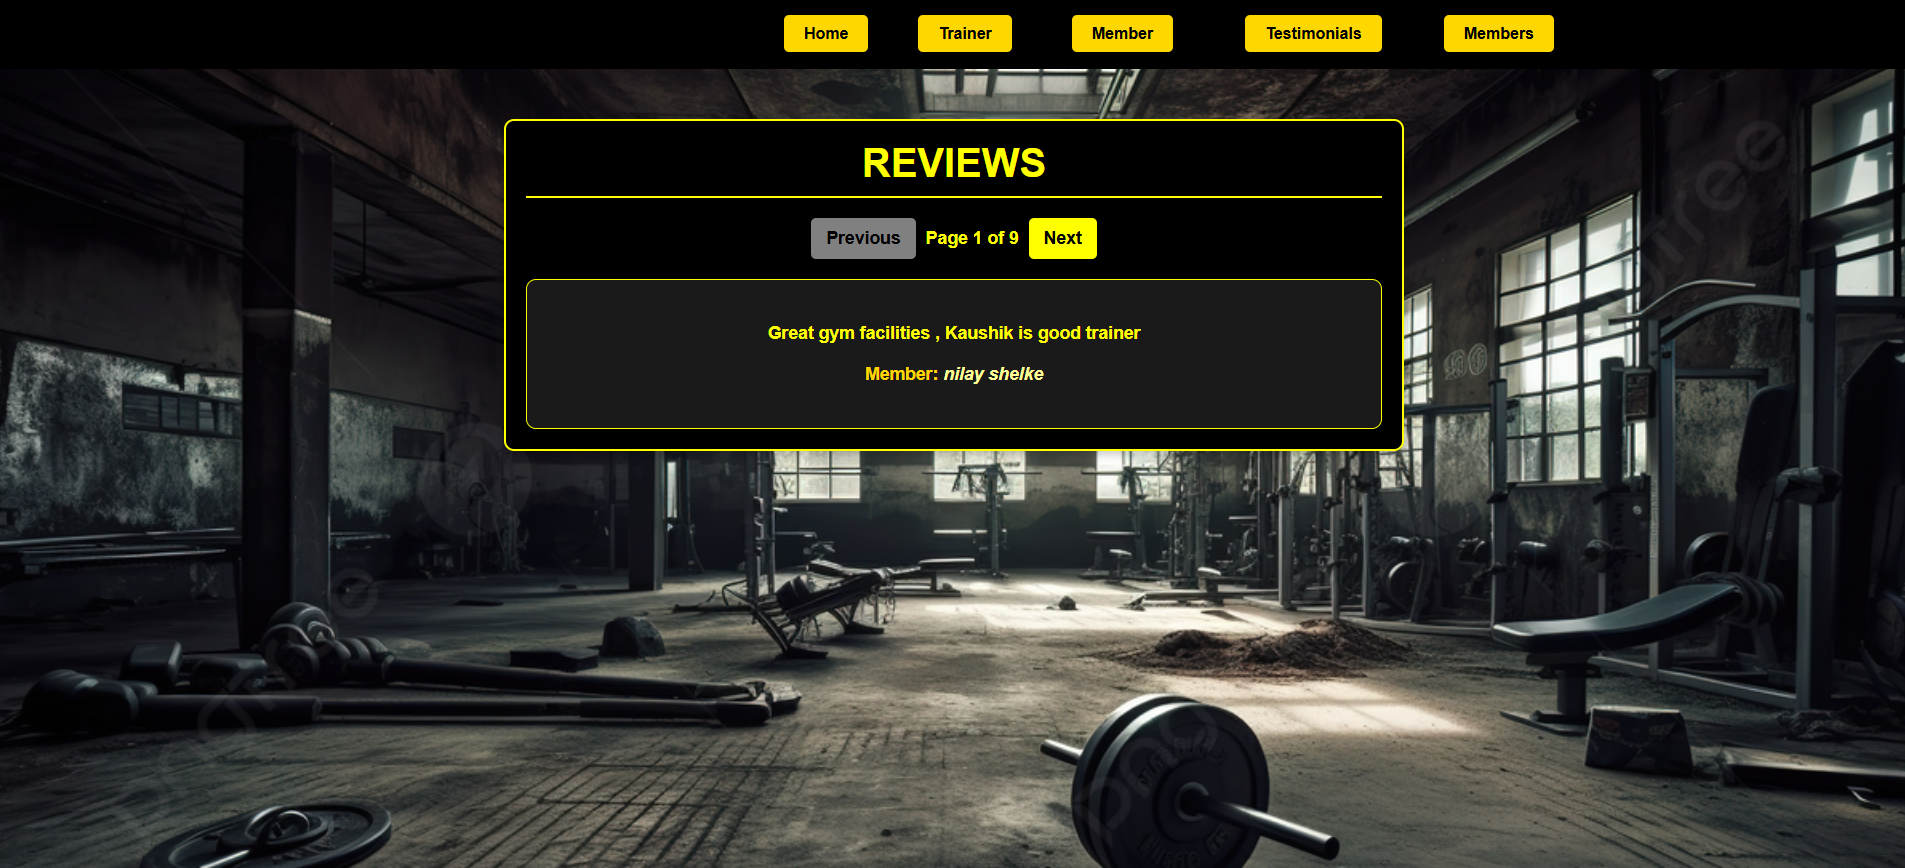 Home Trainer Member Testimonials Members
REVIEWS
Previous Page 1 of 9 Next
Great gym facilities , Kaushik is good trainer
Member: nilay shelke